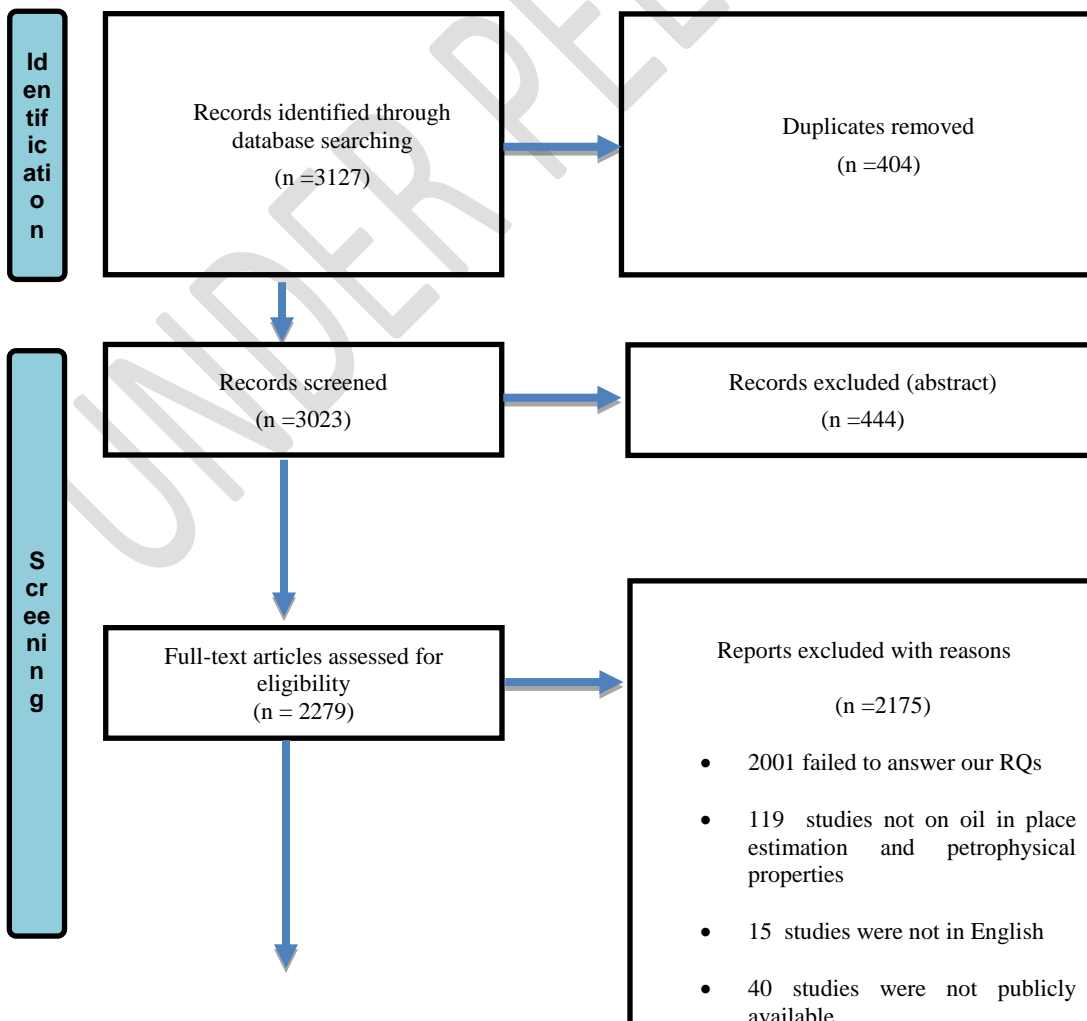 Id
en
tif
ic
ati
o
n
Records identified through
database searching
(n =3127)
Duplicates removed
(n =404)
S
cr
ee
ni
n
g
Records screened
(n =3023)
Records excluded (abstract)
(n =444)
Full-text articles assessed for
eligibility
(n = 2279)
Reports excluded with reasons
(n =2175)
• 2001 failed to answer our RQs
• 119 studies not on oil in place
estimation and petrophysical
properties
• 15 studies were not in English
• 40 studies were not publicly
available
UNDER PEE